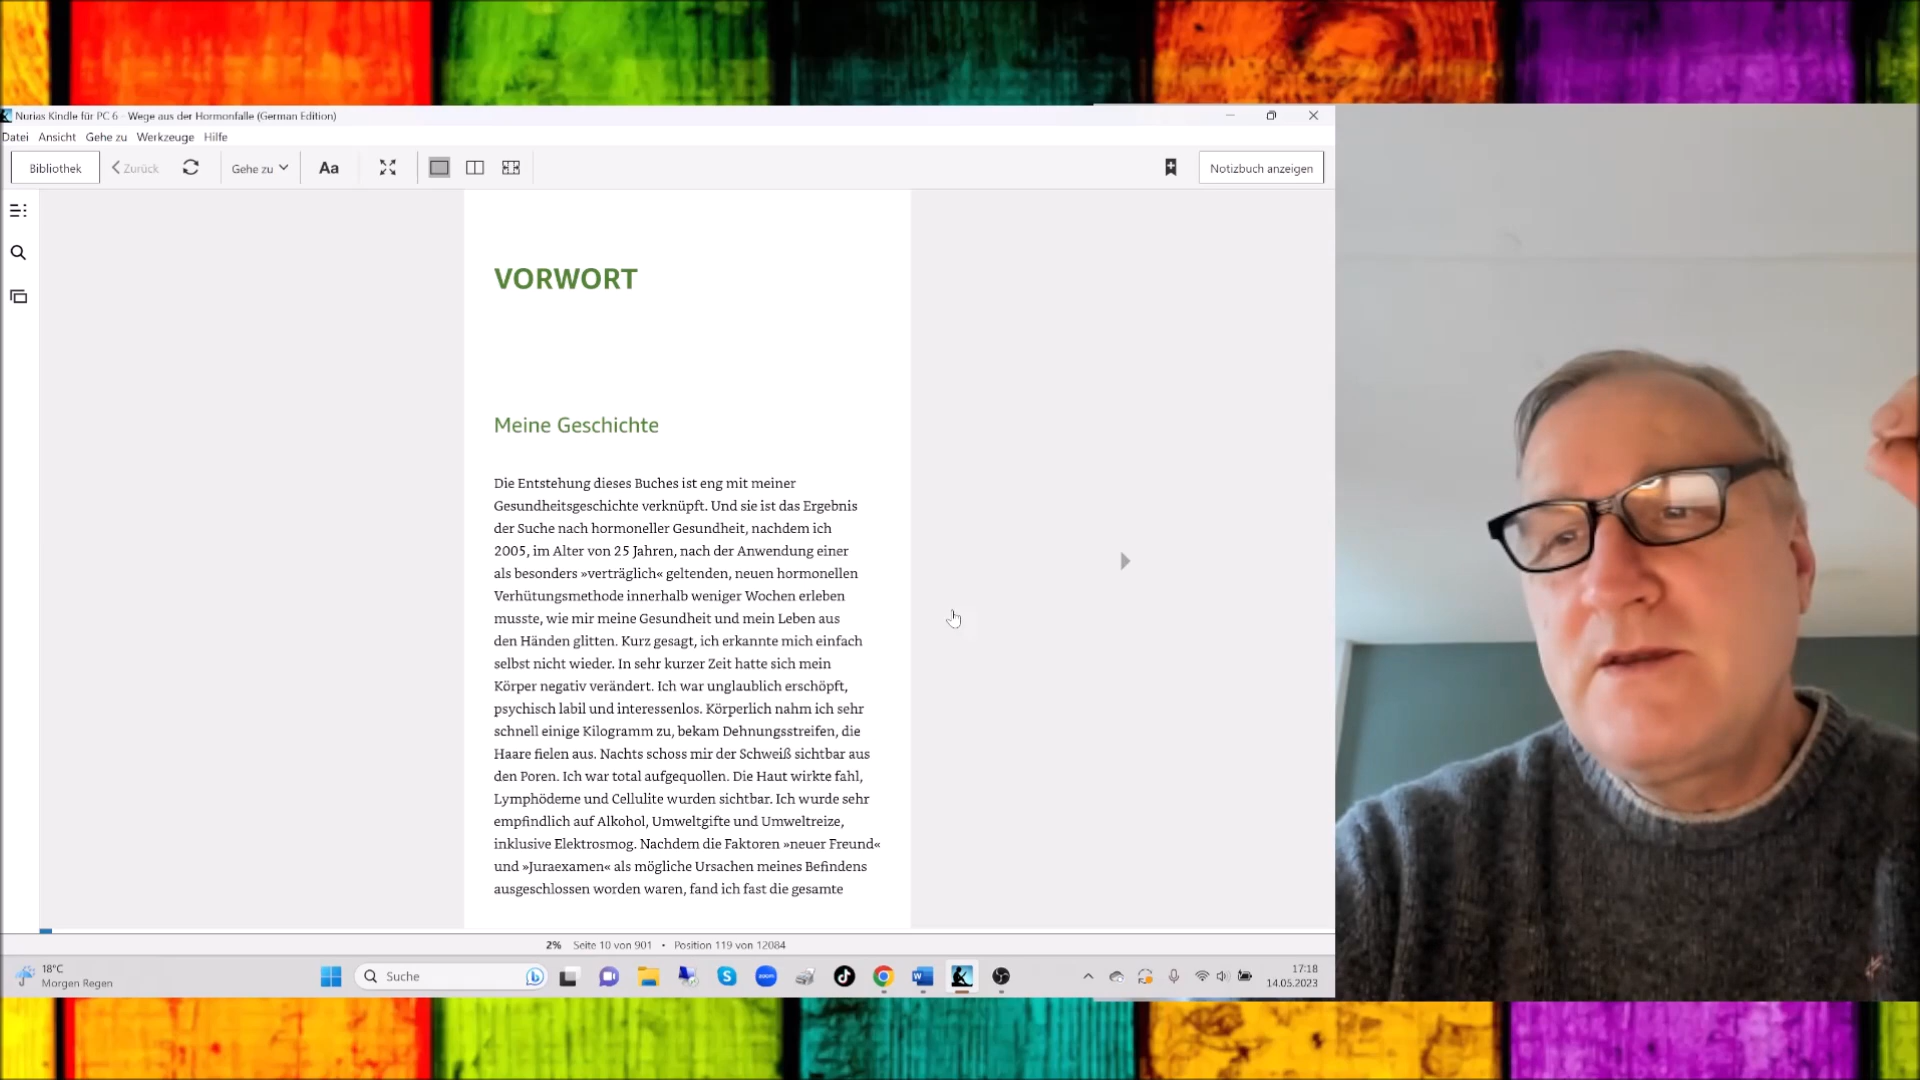 Nurias Kindle für PC 6 - Wege aus der Hormonfalle (German Edition)
Datei Ansicht Gehe zu Werkzeuge Hilfe
Bibliothek Zurück Gehe zu Aa Notizbuch anzeigen
VORWORT
Meine Geschichte
Die Entstehung dieses Buches ist eng mit meiner
Gesundheitsgeschichte verknüpft. Und sie ist das Ergebnis
der Suche nach hormoneller Gesundheit, nachdem ich
2005, im Alter von 25 Jahren, nach der Anwendung einer
als besonders »verträglich« geltenden, neuen hormonellen
Verhütungsmethode innerhalb weniger Wochen erleben
musste, wie mir meine Gesundheit und mein Leben aus
den Händen glitten. Kurz gesagt, ich erkannte mich einfach
selbst nicht wieder. In sehr kurzer Zeit hatte sich mein
Körper negativ verändert. Ich war unglaublich erschöpft,
psychisch labil und interessenlos. Körperlich nahm ich sehr
schnell einige Kilogramm zu, bekam Dehnungsstreifen, die
Haare fielen aus. Nachts schoss mir der Schweiß sichtbar aus
den Poren. Ich war total aufgequollen. Die Haut wirkte fahl,
Lymphödeme und Cellulite wurden sichtbar. Ich wurde sehr
empfindlich auf Alkohol, Umweltgifte und Umweltreize,
inklusive Elektrosmog. Nachdem die Faktoren »neuer Freund«
und »Juraexamen« als mögliche Ursachen meines Befindens
ausgeschlossen worden waren, fand ich fast die gesamte
2% Seite 10 von 901 • Position 119 von 12084
18°C
Morgen Regen
Suche
17:18
14.05.2023